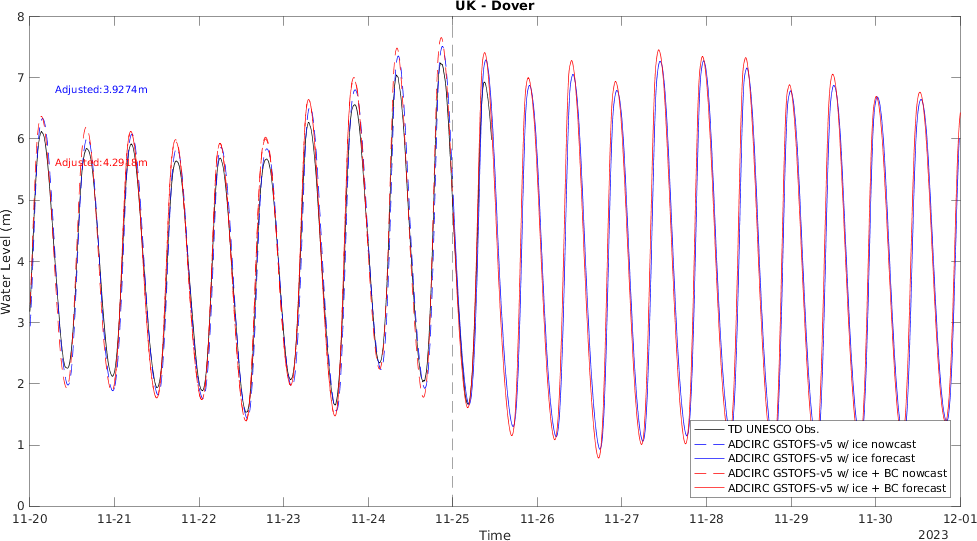 UK - Dover
Water Level (m)
8
7
6
5
4
3
2
1
0
Adjusted:3.9274m
Adjusted:4.2918m
TD UNESCO Obs.
ADCIRC GSTOFS-v5 w/ ice nowcast
ADCIRC GSTOFS-v5 w/ ice forecast
ADCIRC GSTOFS-v5 w/ ice + BC nowcast
ADCIRC GSTOFS-v5 w/ ice + BC forecast
11-20 11-21 11-22 11-23 11-24 11-25 11-26 11-27 11-28 11-29 11-30 12-01
Time
2023